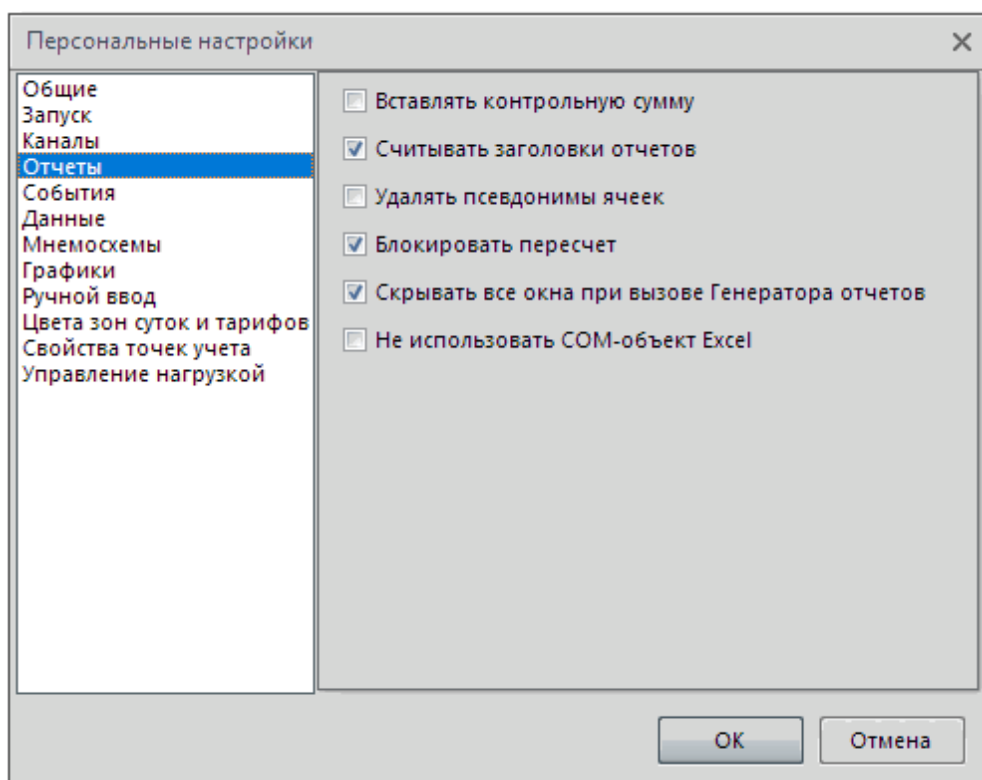 Персональные настройки
Общие
Запуск
Каналы
Отчеты
События
Данные
Мнемосхемы
Графики
Ручной ввод
Цвета зон суток и тарифов
Свойства точек учета
Управление нагрузкой
Вставлять контрольную сумму
Считывать заголовки отчетов
Удалять псевдонимы ячеек
Блокировать пересчет
Скрывать все окна при вызове Генератора отчетов
Не использовать COM-объект Excel
ОК
Отмена